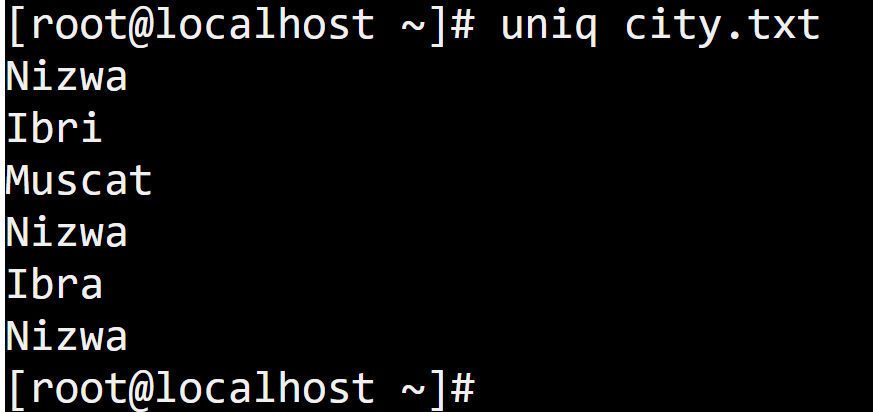 [root@localhost ~]# uniq city.txt
Nizwa
Ibri
Muscat
Nizwa
Ibra
Nizwa
[root@localhost ~]#